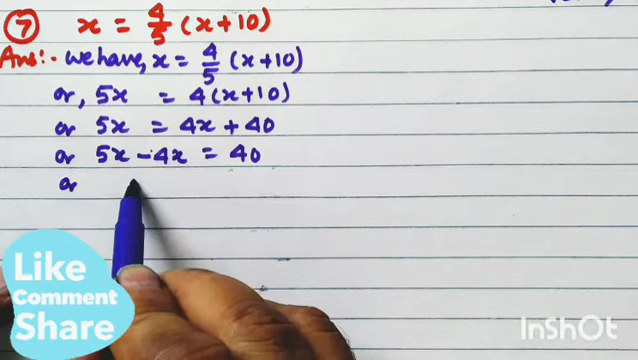 ⑦ x = 4/5 (x+10)
Ans:- we have, x = 4/5 (x+10)
or, 5x = 4(x+10)
or 5x = 4x + 40
or 5x - 4x = 40
or
Like
Comment
Share
InShOt